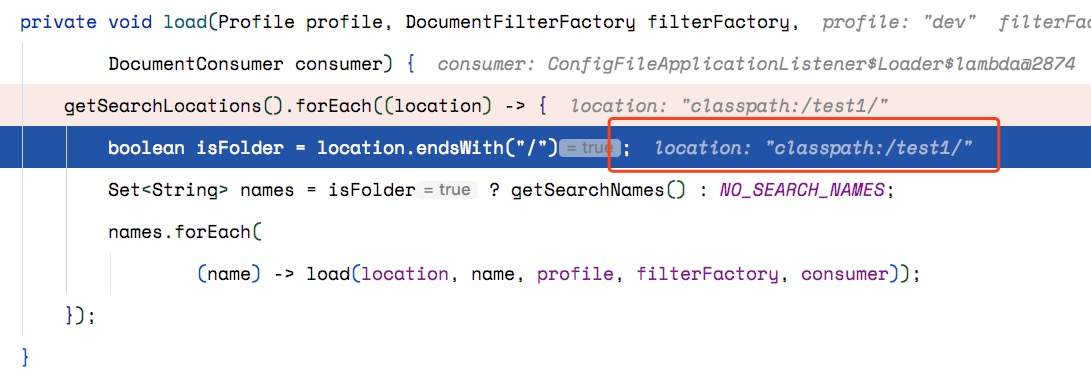 private void load(Profile profile, DocumentFilterFactory filterFactory, profile: "dev" filterFac
DocumentConsumer consumer) { consumer: ConfigFileApplicationListener$Loader$lambda@2874
getSearchLocations().forEach((location) -> { location: "classpath:/test1/"
boolean isFolder = location.endsWith("/") = true ; location: "classpath:/test1/"
Set<String> names = isFolder = true ? getSearchNames() : NO_SEARCH_NAMES;
names.forEach(
(name) -> load(location, name, profile, filterFactory, consumer));
});
}